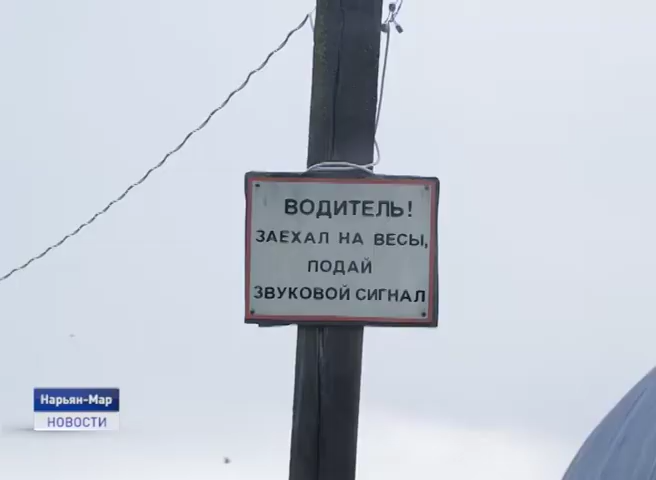 ВОДИТЕЛЬ!
ЗАЕХАЛ НА ВЕСЫ,
ПОДАЙ
ЗВУКОВОЙ СИГНАЛ
Нарьян-Мар
НОВОСТИ